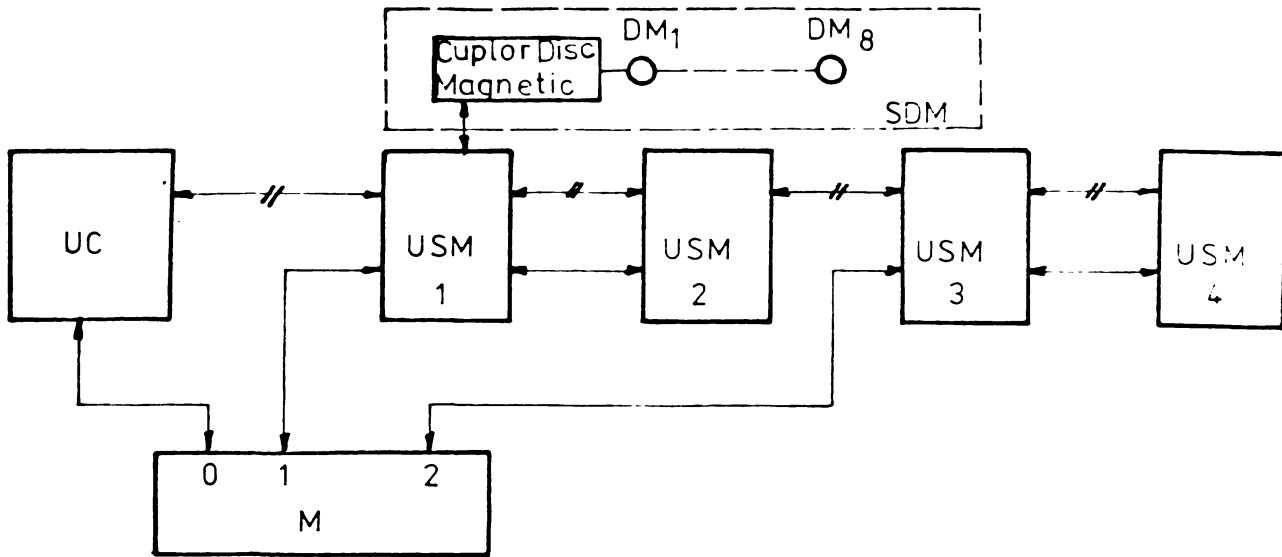 DM1
DM8
Cuplor Disc
Magnetic
SDM
UC
USM
1
USM
2
USM
3
USM
4
0
1
2
M